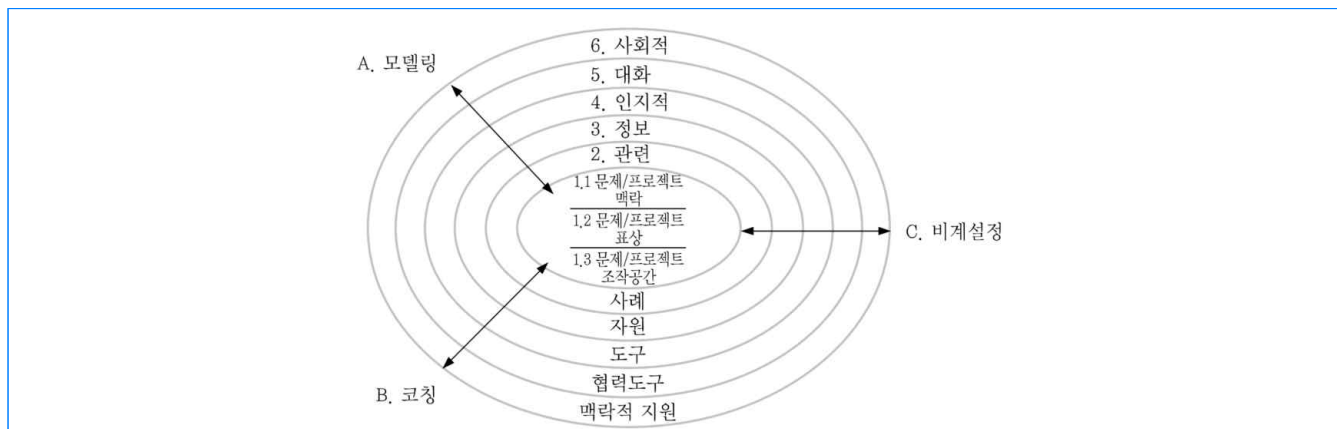 6. 사회적
A. 모델링
5. 대화
4. 인지적
3. 정보
2. 관련
1.1 문제/프로젝트
맥락
1.2 문제/프로젝트
표상
C. 비계설정
1.3 문제/프로젝트
조작공간
사례
자원
도구
협력도구
B. 코칭
맥락적 지원